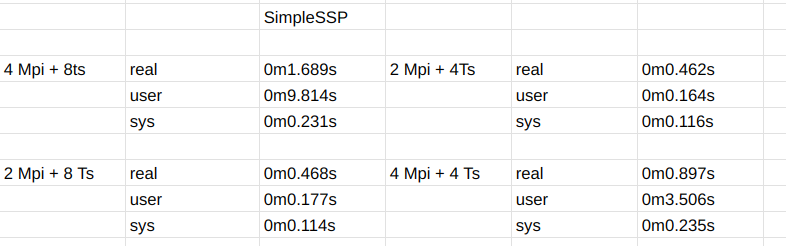 SimpleSSP
4 Mpi + 8ts real 0m1.689s 2 Mpi + 4Ts real 0m0.462s
user 0m9.814s user 0m0.164s
sys 0m0.231s sys 0m0.116s
2 Mpi + 8 Ts real 0m0.468s 4 Mpi + 4 Ts real 0m0.897s
user 0m0.177s user 0m3.506s
sys 0m0.114s sys 0m0.235s